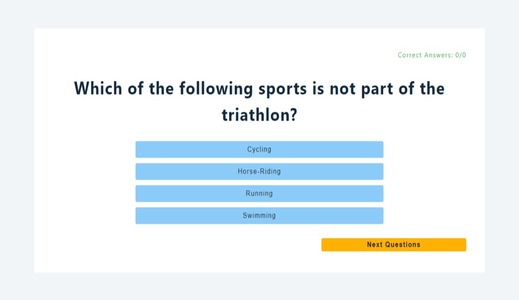 Correct Answers: 0/0
Which of the following sports is not part of the
triathlon?
Cycling
Horse-Riding
Running
Swimming
Next Questions